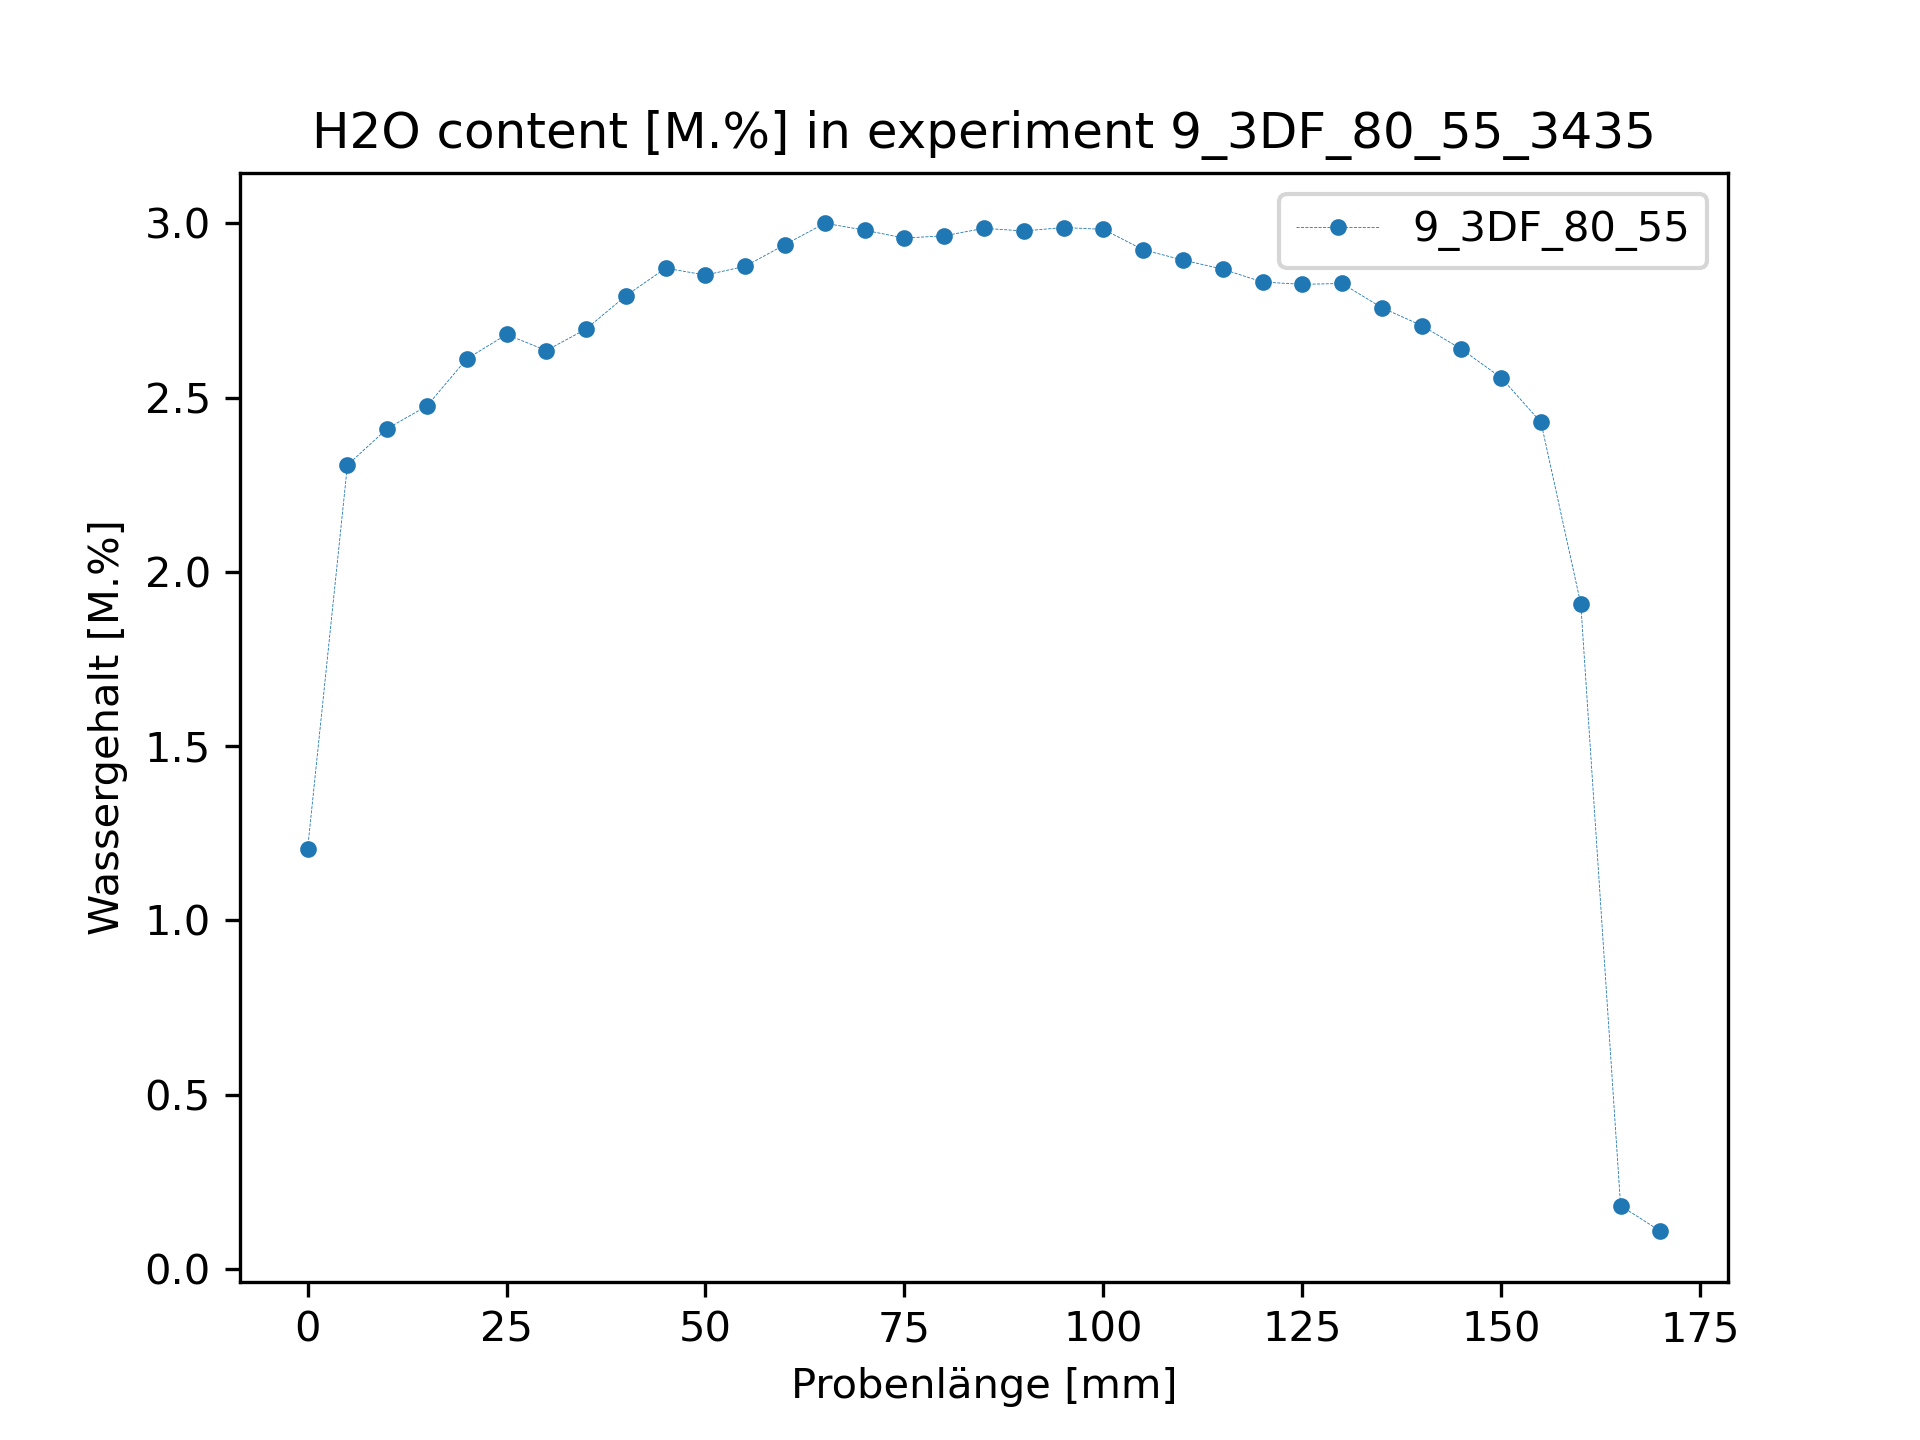 H2O content [M.%] in experiment 9_3DF_80_55_3435
9_3DF_80_55
Wassergehalt [M.%]
3.0
2.5
2.0
1.5
1.0
0.5
0.0
0 25 50 75 100 125 150 175
Probenlänge [mm]